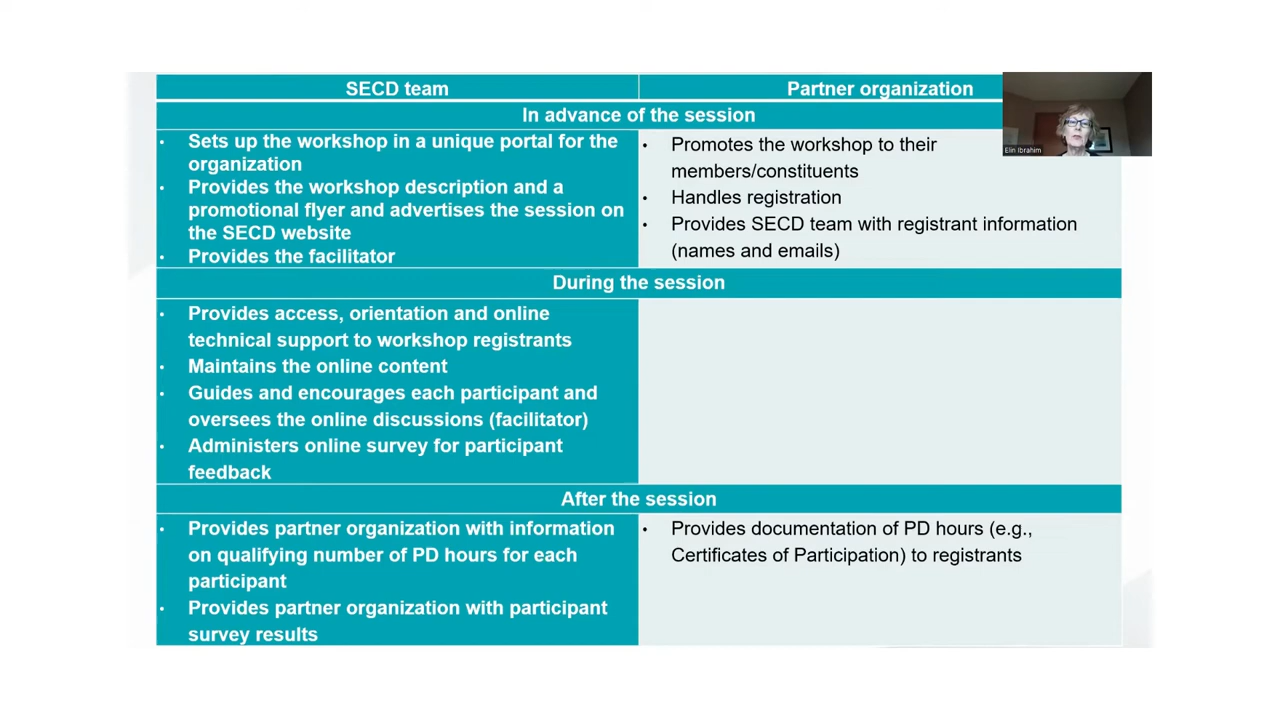 SECD team
Partner organization
In advance of the session
• Sets up the workshop in a unique portal for the
organization
• Provides the workshop description and a
promotional flyer and advertises the session on
the SECD website
• Provides the facilitator
• Promotes the workshop to their
members/constituents
• Handles registration
• Provides SECD team with registrant information
(names and emails)
Elin Ibrahim
During the session
• Provides access, orientation and online
technical support to workshop registrants
• Maintains the online content
• Guides and encourages each participant and
oversees the online discussions (facilitator)
• Administers online survey for participant
feedback
After the session
• Provides partner organization with information
on qualifying number of PD hours for each
participant
• Provides partner organization with participant
survey results
• Provides documentation of PD hours (e.g.,
Certificates of Participation) to registrants